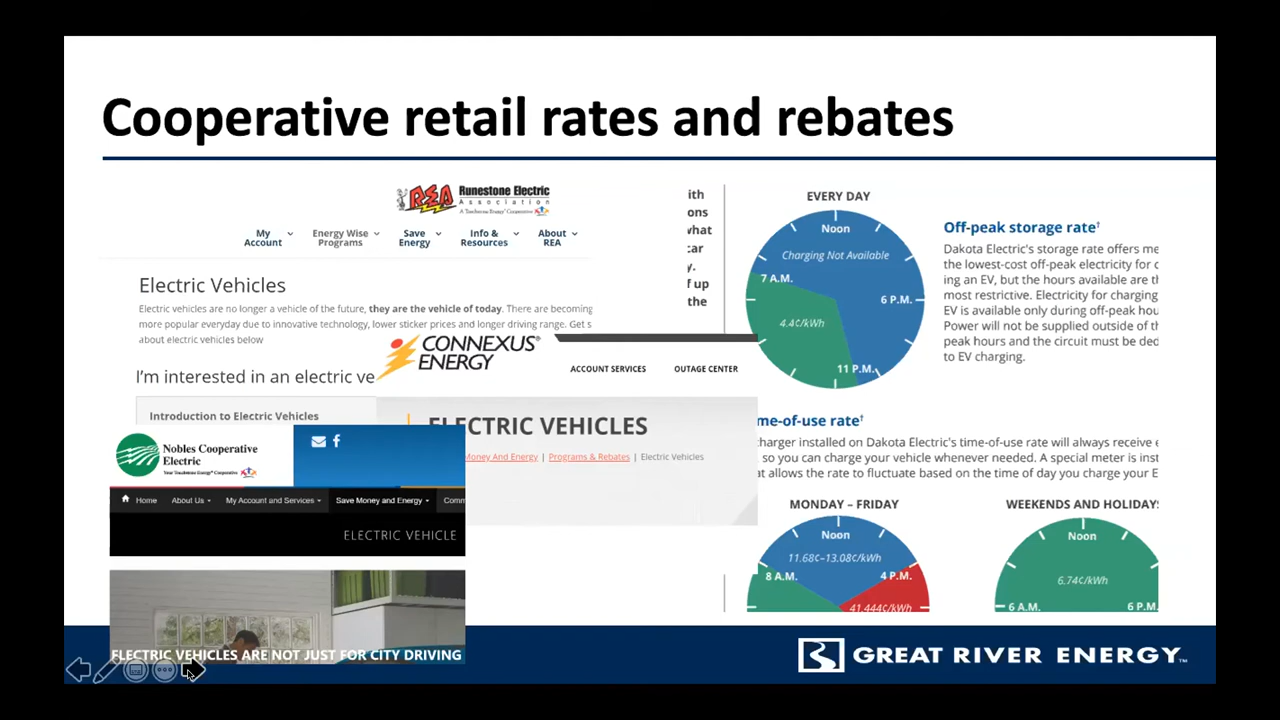 Cooperative retail rates and rebates
REA Runestone Electric
Association
A Touchstone Energy® Cooperative
My Account
Energy Wise Programs
Save Energy
Info & Resources
About REA
Electric Vehicles
Electric vehicles are no longer a vehicle of the future, they are the vehicle of today. There are becoming
more popular everyday due to innovative technology, lower sticker prices and longer driving range. Get s
about electric vehicles below
I'm interested in an electric ve
Introduction to Electric Vehicles
CONNEXUS®
ENERGY
ACCOUNT SERVICES
OUTAGE CENTER
ELECTRIC VEHICLES
Money And Energy | Programs & Rebates | Electric Vehicles
Nobles Cooperative
Electric
Your Touchstone Energy® Cooperative
Home
About Us
My Account and Services
Save Money and Energy
Comm
ELECTRIC VEHICLE
ELECTRIC VEHICLES ARE NOT JUST FOR CITY DRIVING
ith
ons
what
car
y.
f up
the
EVERY DAY
Noon
Charging Not Available
7 A.M.
6 P.M.
4.4¢/kWh
11 P.M.
Off-peak storage rate†
Dakota Electric's storage rate offers me
the lowest-cost off-peak electricity for c
ing an EV, but the hours available are th
most restrictive. Electricity for charging
EV is available only during off-peak hou
Power will not be supplied outside of th
peak hours and the circuit must be ded
to EV charging.
me-of-use rate†
charger installed on Dakota Electric's time-of-use rate will always receive e
so you can charge your vehicle whenever needed. A special meter is inst
at allows the rate to fluctuate based on the time of day you charge your E
MONDAY – FRIDAY
Noon
11.68¢–13.08¢/kWh
8 A.M.
4 P.M.
41.444¢/kWh
WEEKENDS AND HOLIDAYS
Noon
6.74¢/kWh
6 A.M.
6 P.M.
GREAT RIVER ENERGY™